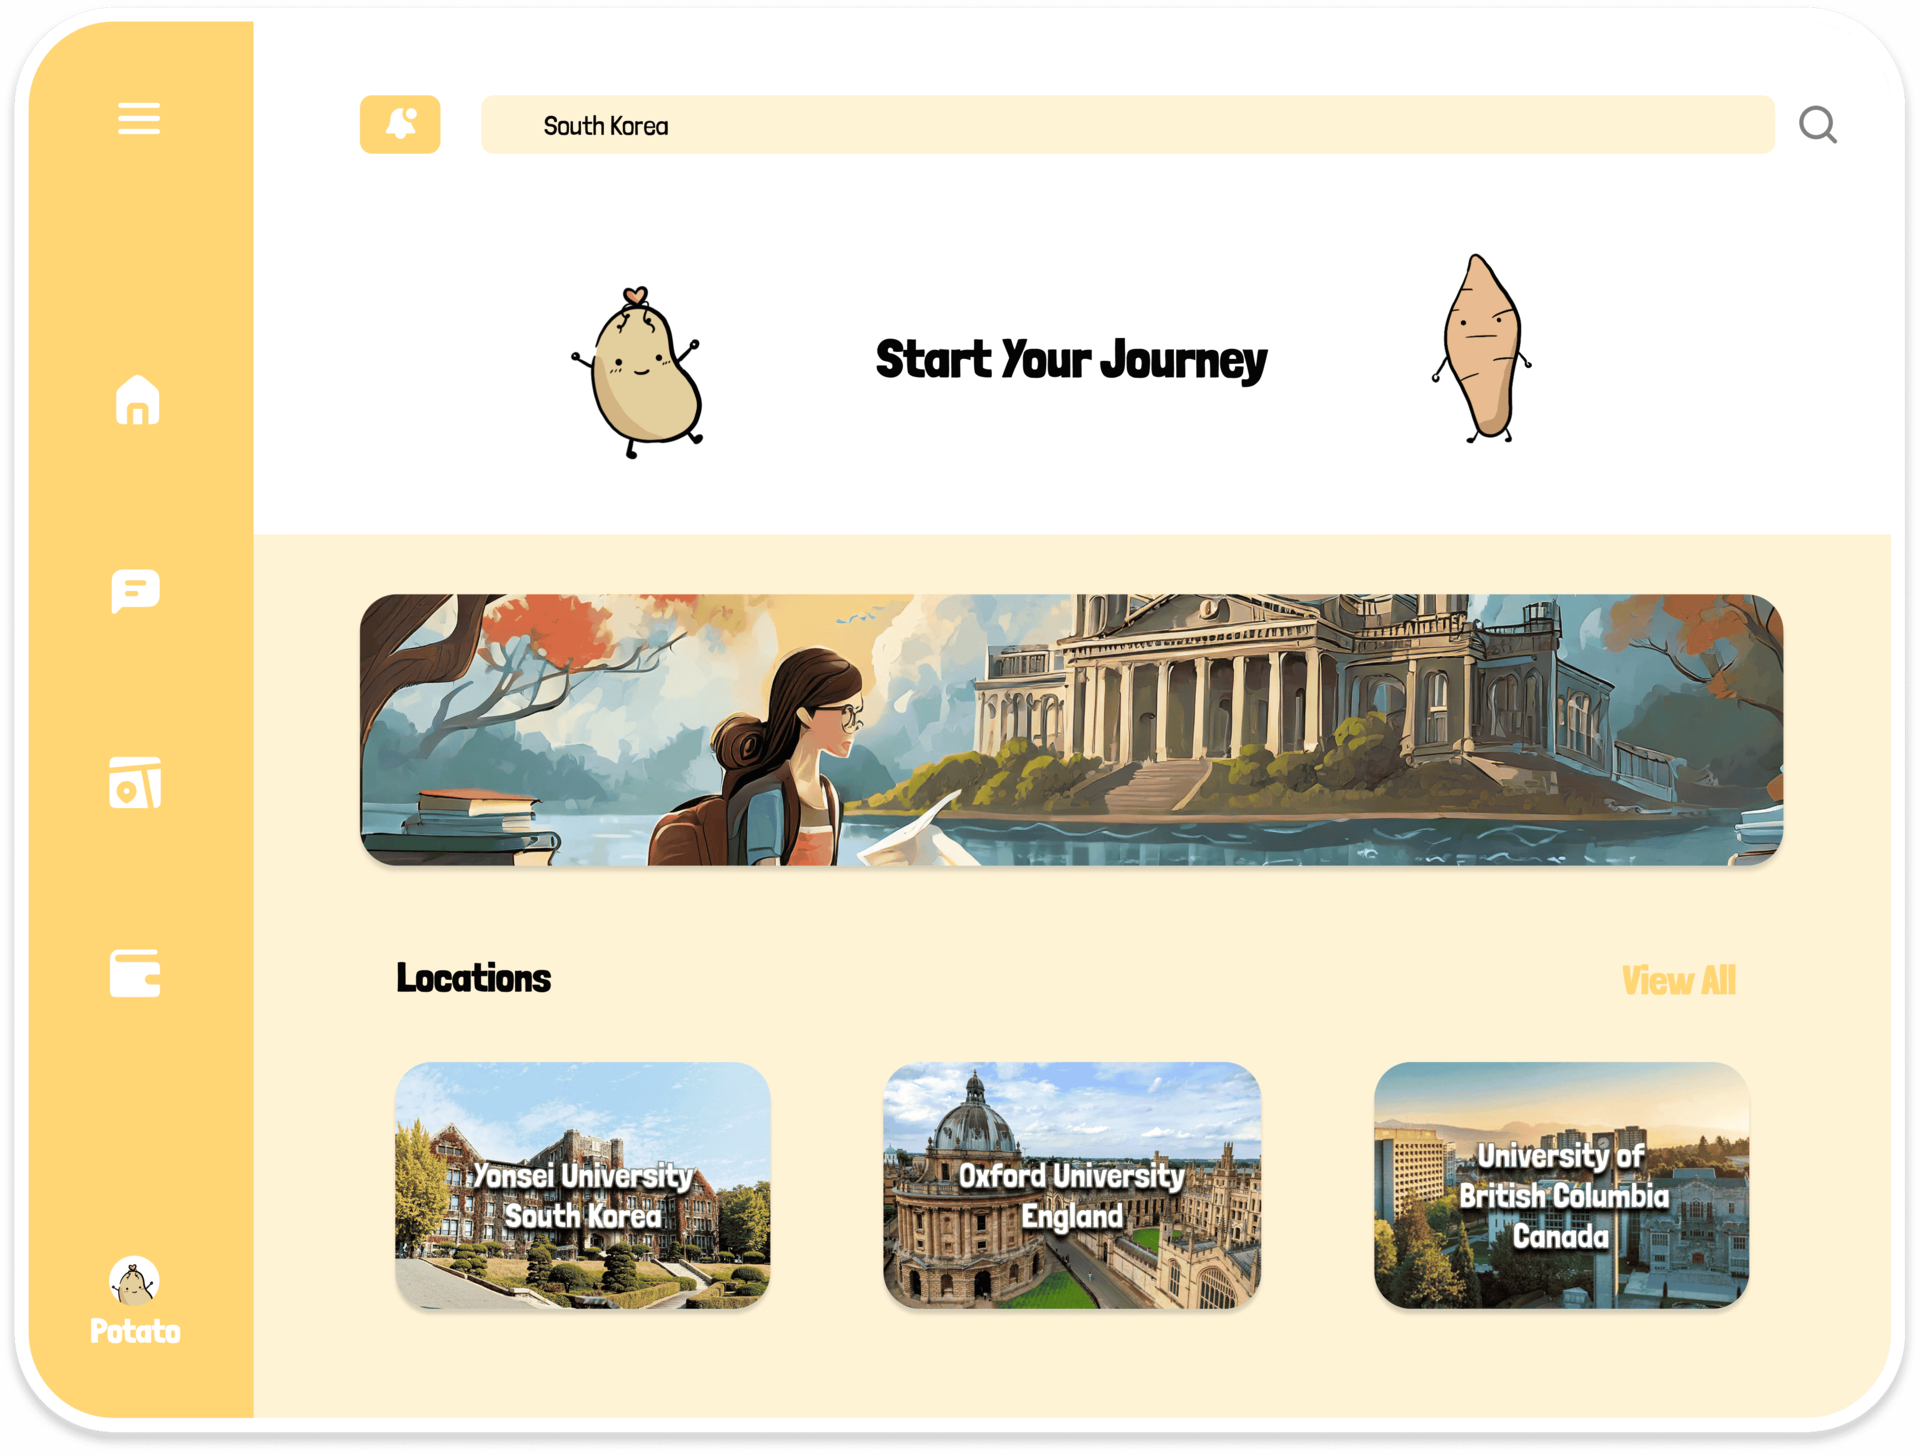 South Korea
Start Your Journey
Locations
View All
Yonsei University
South Korea
Oxford University
England
University of
British Columbia
Canada
Potato